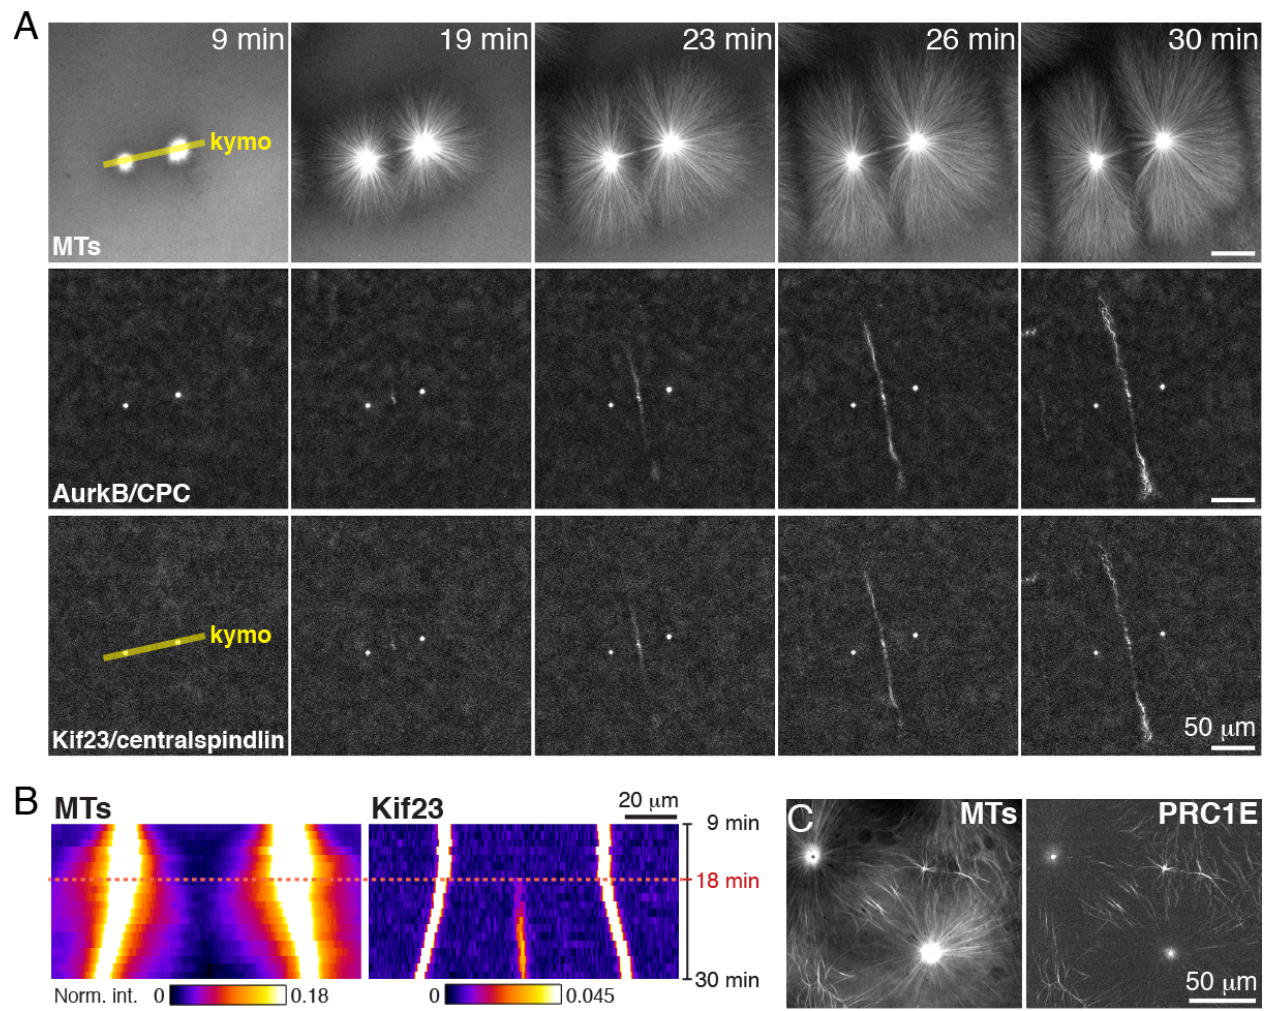 A
9 min
19 min
23 min
26 min
30 min
kymo
MTs
AurkB/CPC
kymo
Kif23/centralspindlin
50 μm
B
MTs
Kif23
20 μm
9 min
18 min
30 min
Norm. int.
0
0.18
0
0.045
C
MTs
PRC1E
50 μm